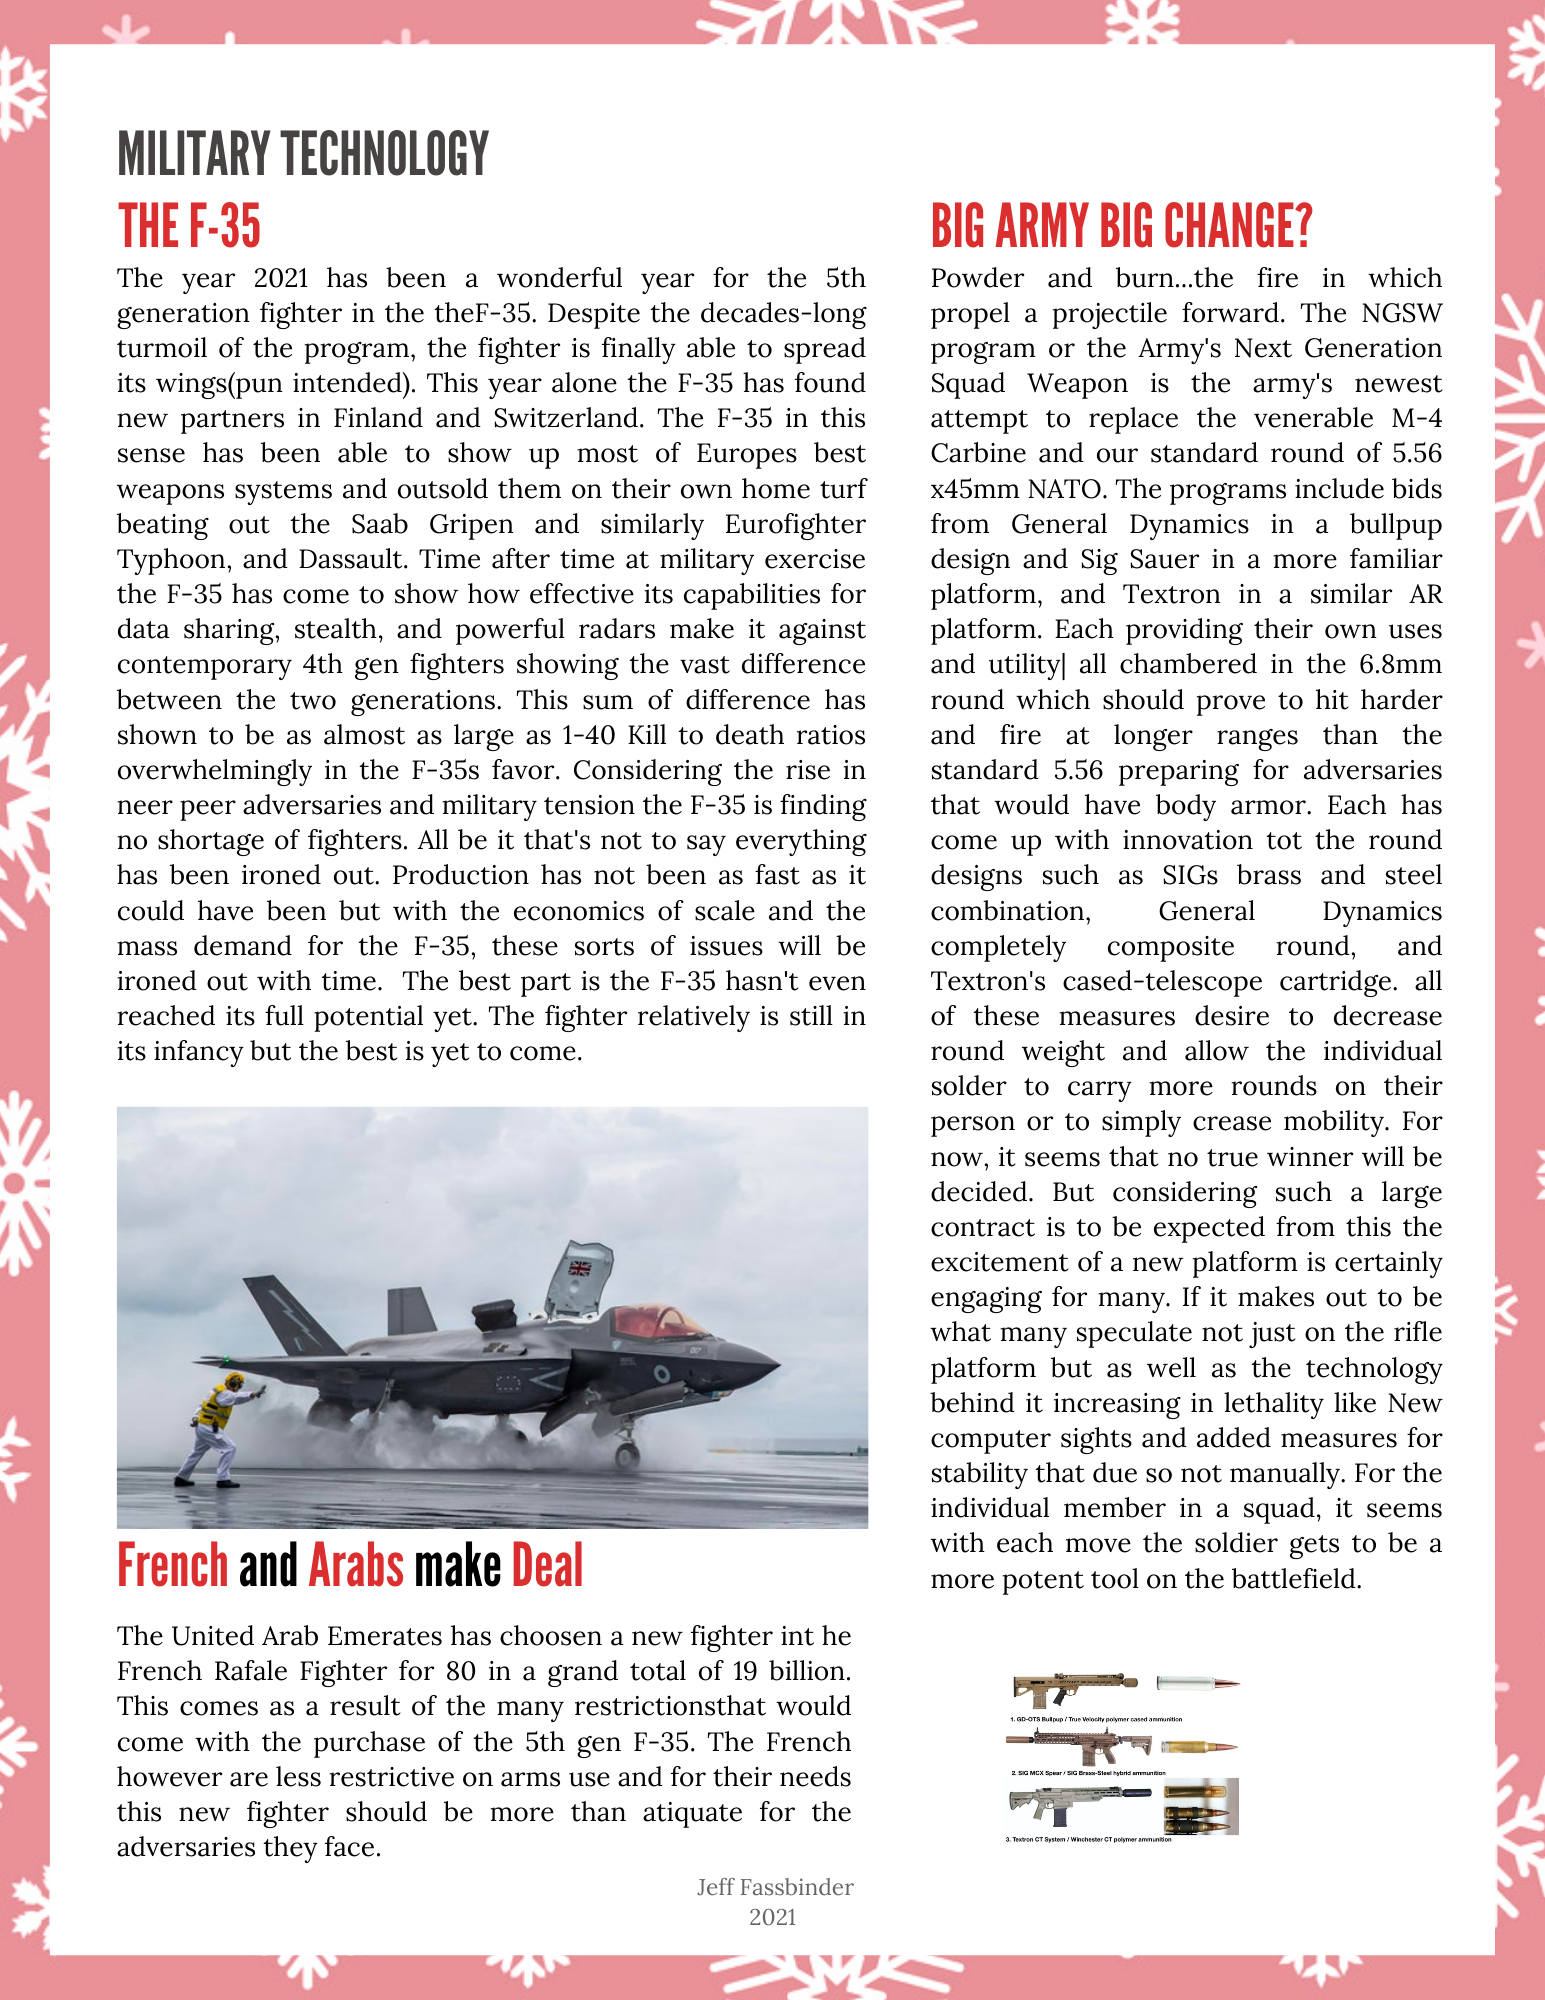 MILITARY TECHNOLOGY
THE F-35
The year 2021 has been a wonderful year for the 5th
generation fighter in the theF-35. Despite the decades-long
turmoil of the program, the fighter is finally able to spread
its wings(pun intended). This year alone the F-35 has found
new partners in Finland and Switzerland. The F-35 in this
sense has been able to show up most of Europes best
weapons systems and outsold them on their own home turf
beating out the Saab Gripen and similarly Eurofighter
Typhoon, and Dassault. Time after time at military exercise
the F-35 has come to show how effective its capabilities for
data sharing, stealth, and powerful radars make it against
contemporary 4th gen fighters showing the vast difference
between the two generations. This sum of difference has
shown to be as almost as large as 1-40 Kill to death ratios
overwhelmingly in the F-35s favor. Considering the rise in
neer peer adversaries and military tension the F-35 is finding
no shortage of fighters. All be it that's not to say everything
has been ironed out. Production has not been as fast as it
could have been but with the economics of scale and the
mass demand for the F-35, these sorts of issues will be
ironed out with time. The best part is the F-35 hasn't even
reached its full potential yet. The fighter relatively is still in
its infancy but the best is yet to come.
French and Arabs make Deal
The United Arab Emerates has choosen a new fighter int he
French Rafale Fighter for 80 in a grand total of 19 billion.
This comes as a result of the many restrictionsthat would
come with the purchase of the 5th gen F-35. The French
however are less restrictive on arms use and for their needs
this new fighter should be more than atiquate for the
adversaries they face.
BIG ARMY BIG CHANGE?
Powder and burn...the fire in which
propel a projectile forward. The NGSW
program or the Army's Next Generation
Squad Weapon is the army's newest
attempt to replace the venerable M-4
Carbine and our standard round of 5.56
x45mm NATO. The programs include bids
from General Dynamics in a bullpup
design and Sig Sauer in a more familiar
platform, and Textron in a similar AR
platform. Each providing their own uses
and utility| all chambered in the 6.8mm
round which should prove to hit harder
and fire at longer ranges than the
standard 5.56 preparing for adversaries
that would have body armor. Each has
come up with innovation tot the round
designs such as SIGs brass and steel
combination, General Dynamics
completely composite round, and
Textron's cased-telescope cartridge. all
of these measures desire to decrease
round weight and allow the individual
solder to carry more rounds on their
person or to simply crease mobility. For
now, it seems that no true winner will be
decided. But considering such a large
contract is to be expected from this the
excitement of a new platform is certainly
engaging for many. If it makes out to be
what many speculate not just on the rifle
platform but as well as the technology
behind it increasing in lethality like New
computer sights and added measures for
stability that due so not manually. For the
individual member in a squad, it seems
with each move the soldier gets to be a
more potent tool on the battlefield.
1. GD-OTS Bullpup / True Velocity polymer cased ammunition
2. SIG MCX Spear / SIG Brass-Steel hybrid ammunition
3. Textron CT System / Winchester CT polymer ammunition
Jeff Fassbinder
2021